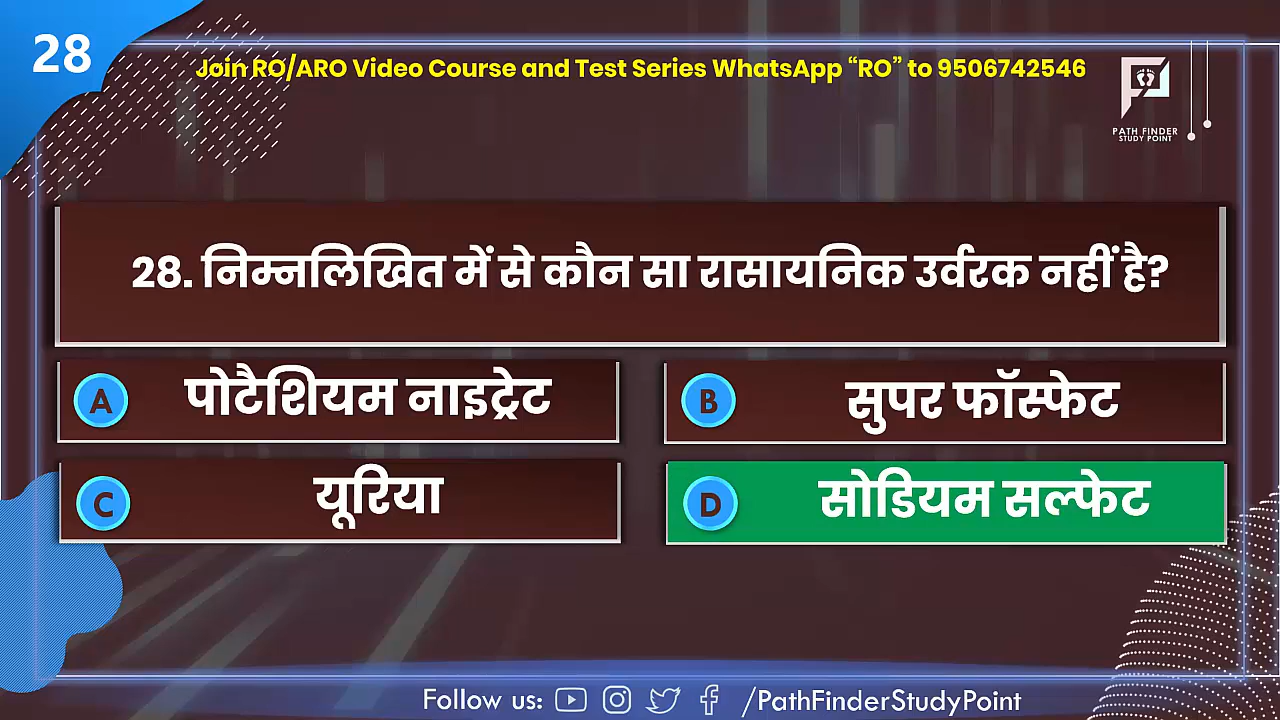 28
Join RO/ARO Video Course and Test Series WhatsApp “RO” to 9506742546
PATH FINDER
STUDY POINT
28. निम्नलिखित में से कौन सा रासायनिक उर्वरक नहीं है?
A पोटैशियम नाइट्रेट
B सुपर फॉस्फेट
C यूरिया
D सोडियम सल्फेट
Follow us: /PathFinderStudyPoint